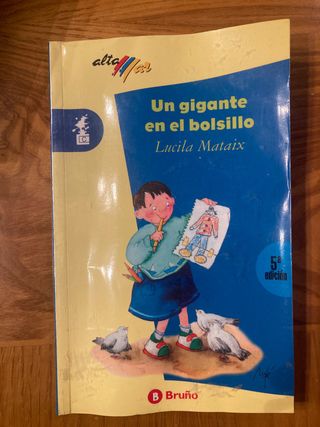 alta
mar
Un gigante
en el bolsillo
Lucila Mataix
5ª
edición
B Bruño